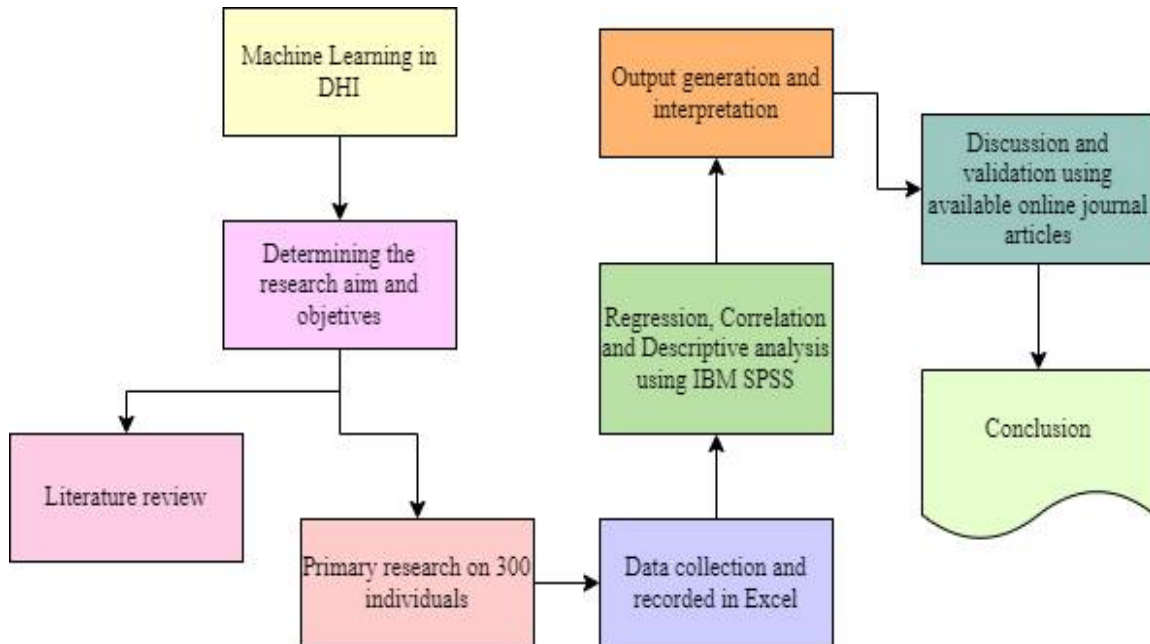 Machine Learning in
DHI
Determining the
research aim and
objetives
Literature review
Primary research on 300
individuals
Data collection and
recorded in Excel
Regression, Correlation
and Descriptive analysis
using IBM SPSS
Output generation and
interpretation
Discussion and
validation using
available online journal
articles
Conclusion